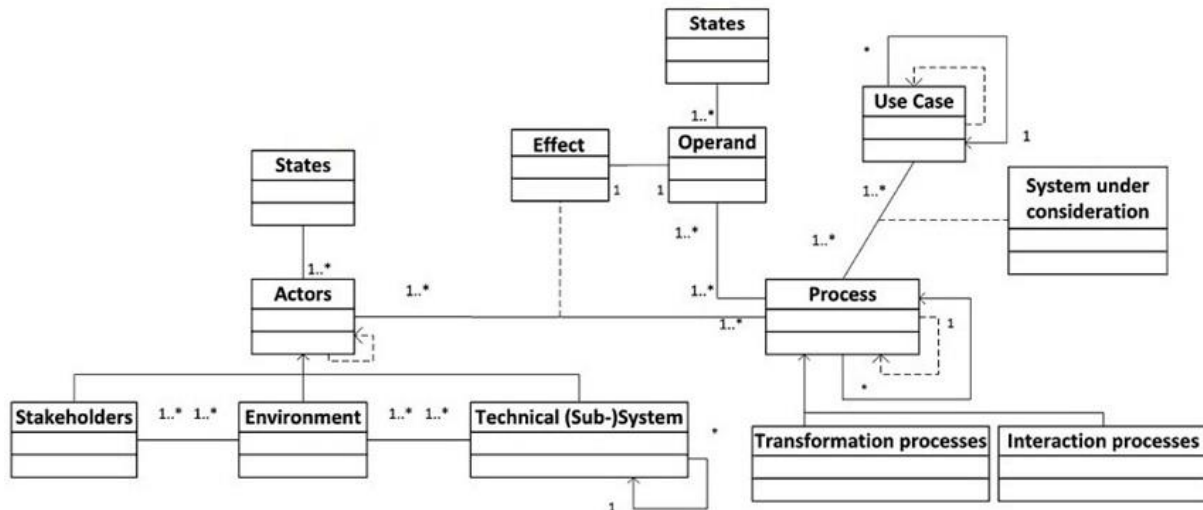 States
*
Use Case
1..*
1
Effect
Operand
States
1
1
System under
consideration
1..*
1..*
1..*
1..*
1..*
Actors
1..*
Process
1..*
1
*
Stakeholders
1..*
1..*
Environment
1..*
1..*
Technical (Sub-)System
*
1
Transformation processes
Interaction processes